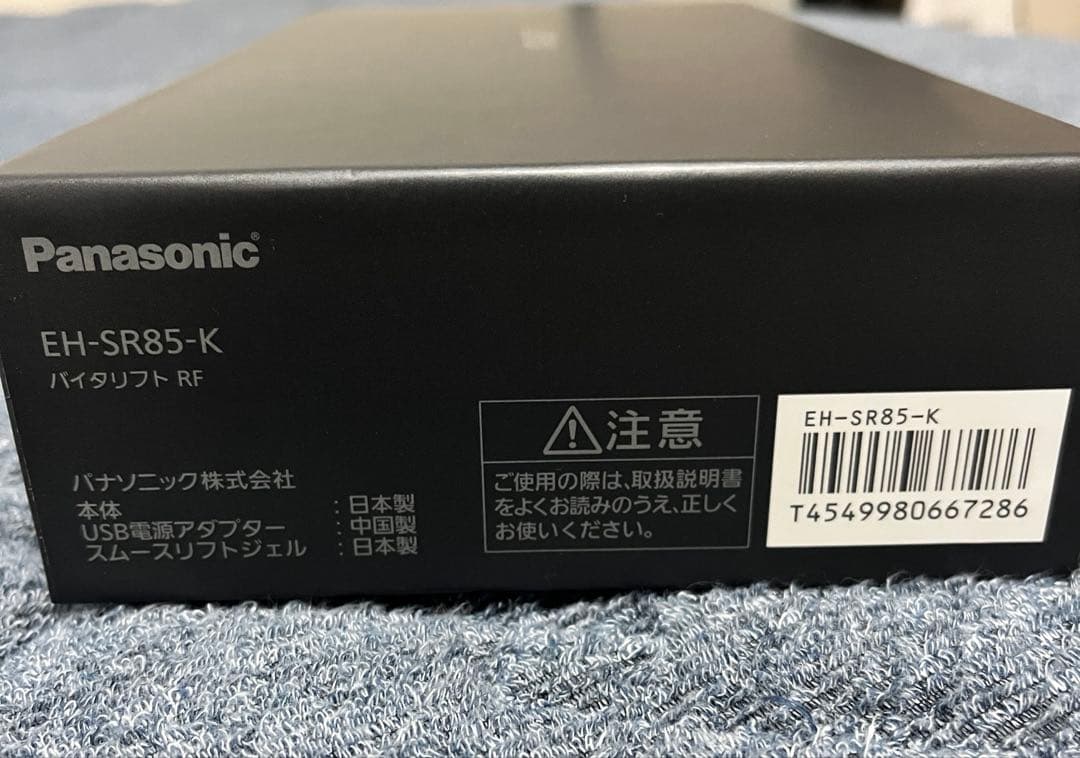 Panasonic®
EH-SR85-K
バイタリフト RF
パナソニック株式会社
本体 : 日本製
USB電源アダプター : 中国製
スムースリフトジェル : 日本製
注意
ご使用の際は、取扱説明書
をよくお読みのうえ、正しく
お使いください。
EH-SR85-K
T4549980667286